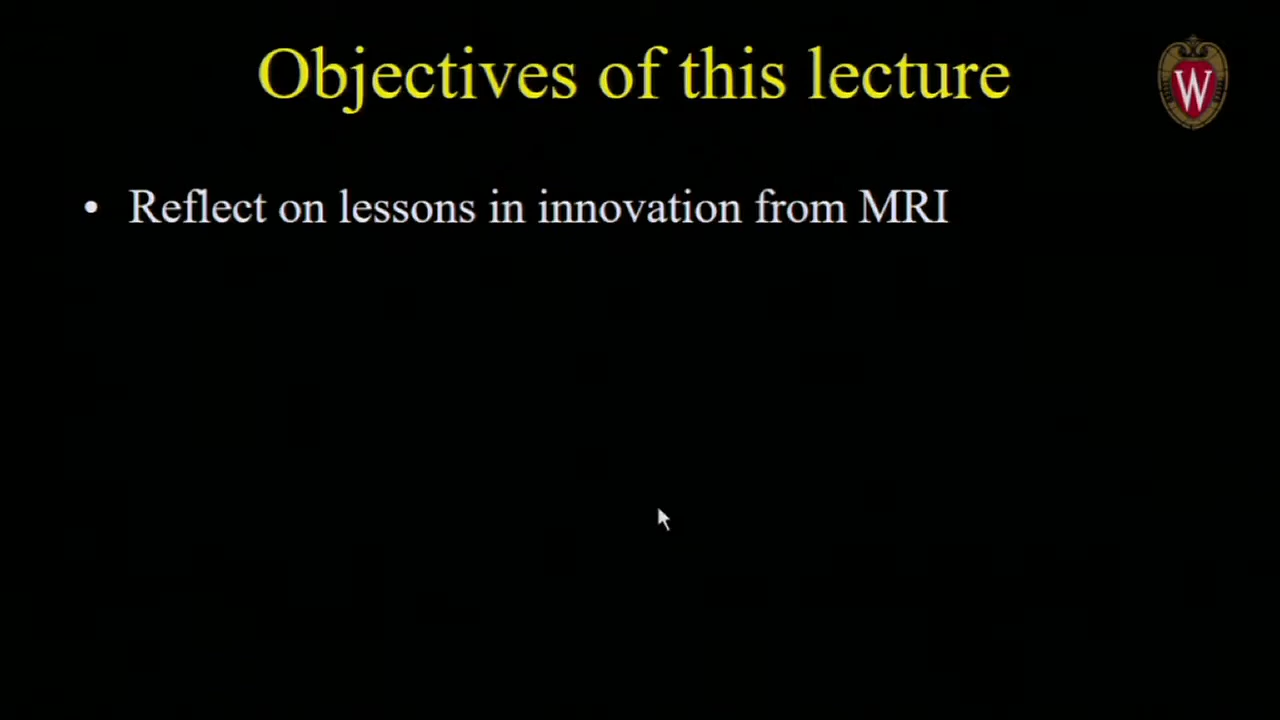 Objectives of this lecture
W
• Reflect on lessons in innovation from MRI